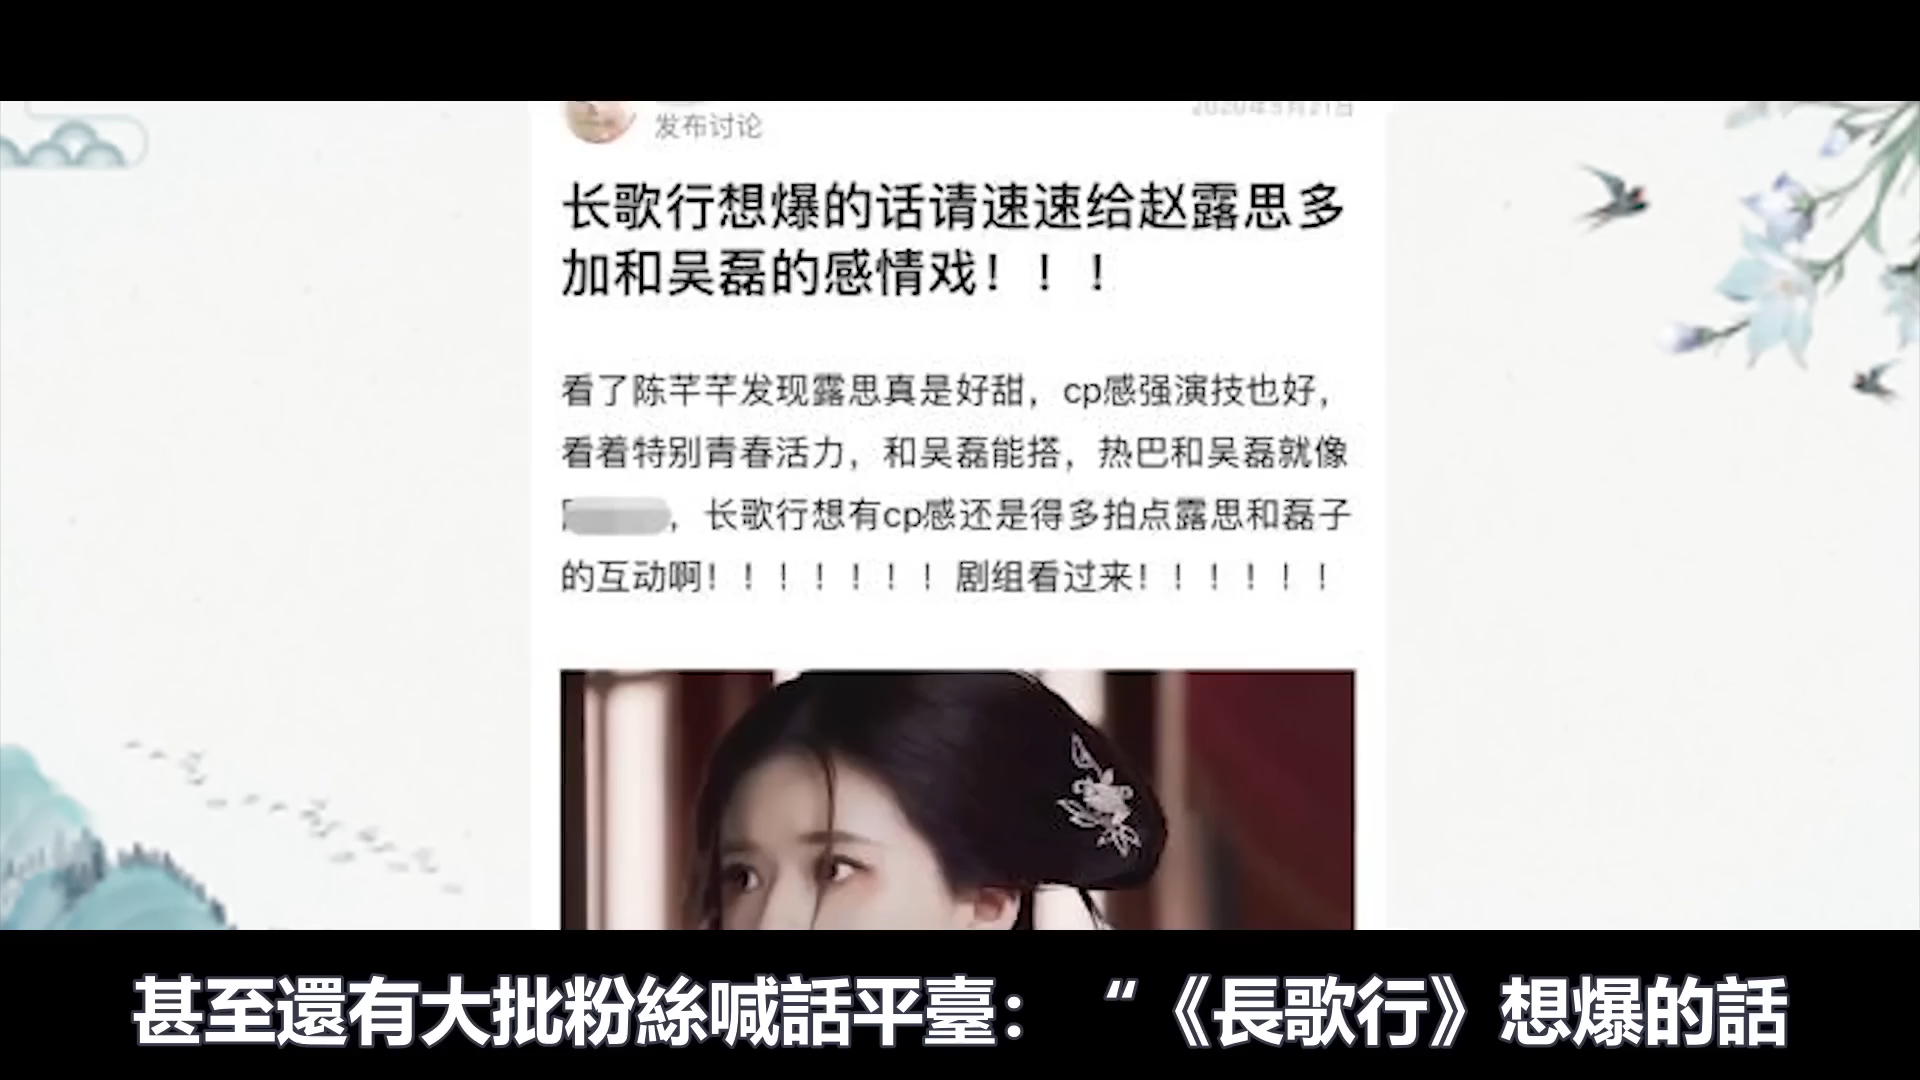 发布讨论
长歌行想爆的话请速速给赵露思多
加和吴磊的感情戏！！！
看了陈芊芊发现露思真是好甜，cp感强演技也好，
看着特别青春活力，和吴磊能搭，热巴和吴磊就像
，长歌行想有cp感还是得多拍点露思和磊子
的互动啊！！！！！！！剧组看过来！！！！！！
甚至還有大批粉絲喊話平臺：“《長歌行》想爆的話